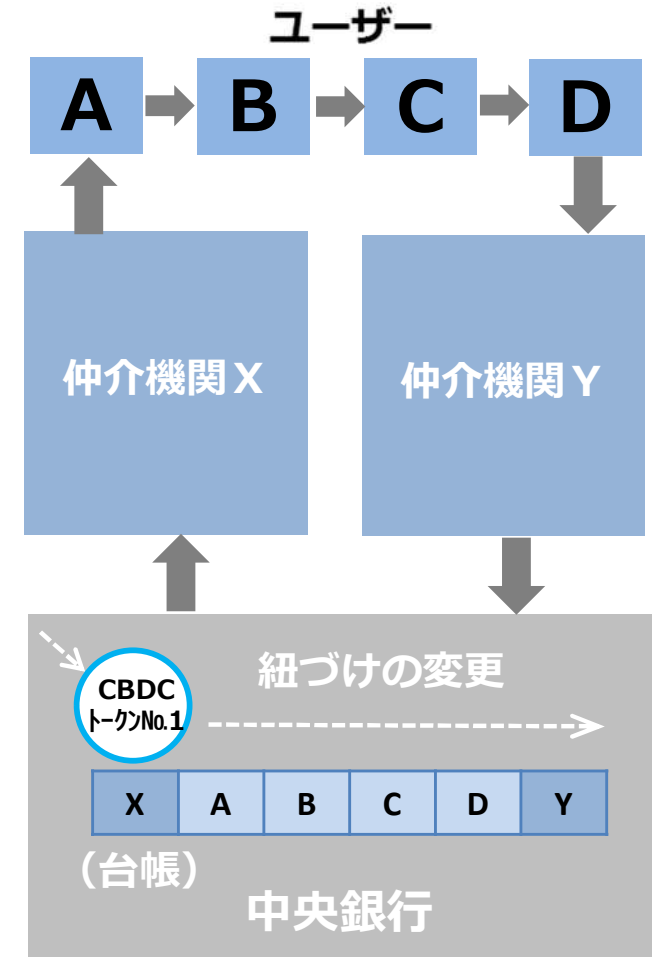 ユーザー
A B C D
仲介機関X 仲介機関Y
紐づけの変更
CBDC
トークンNo.1
X A B C D Y
（台帳）
中央銀行